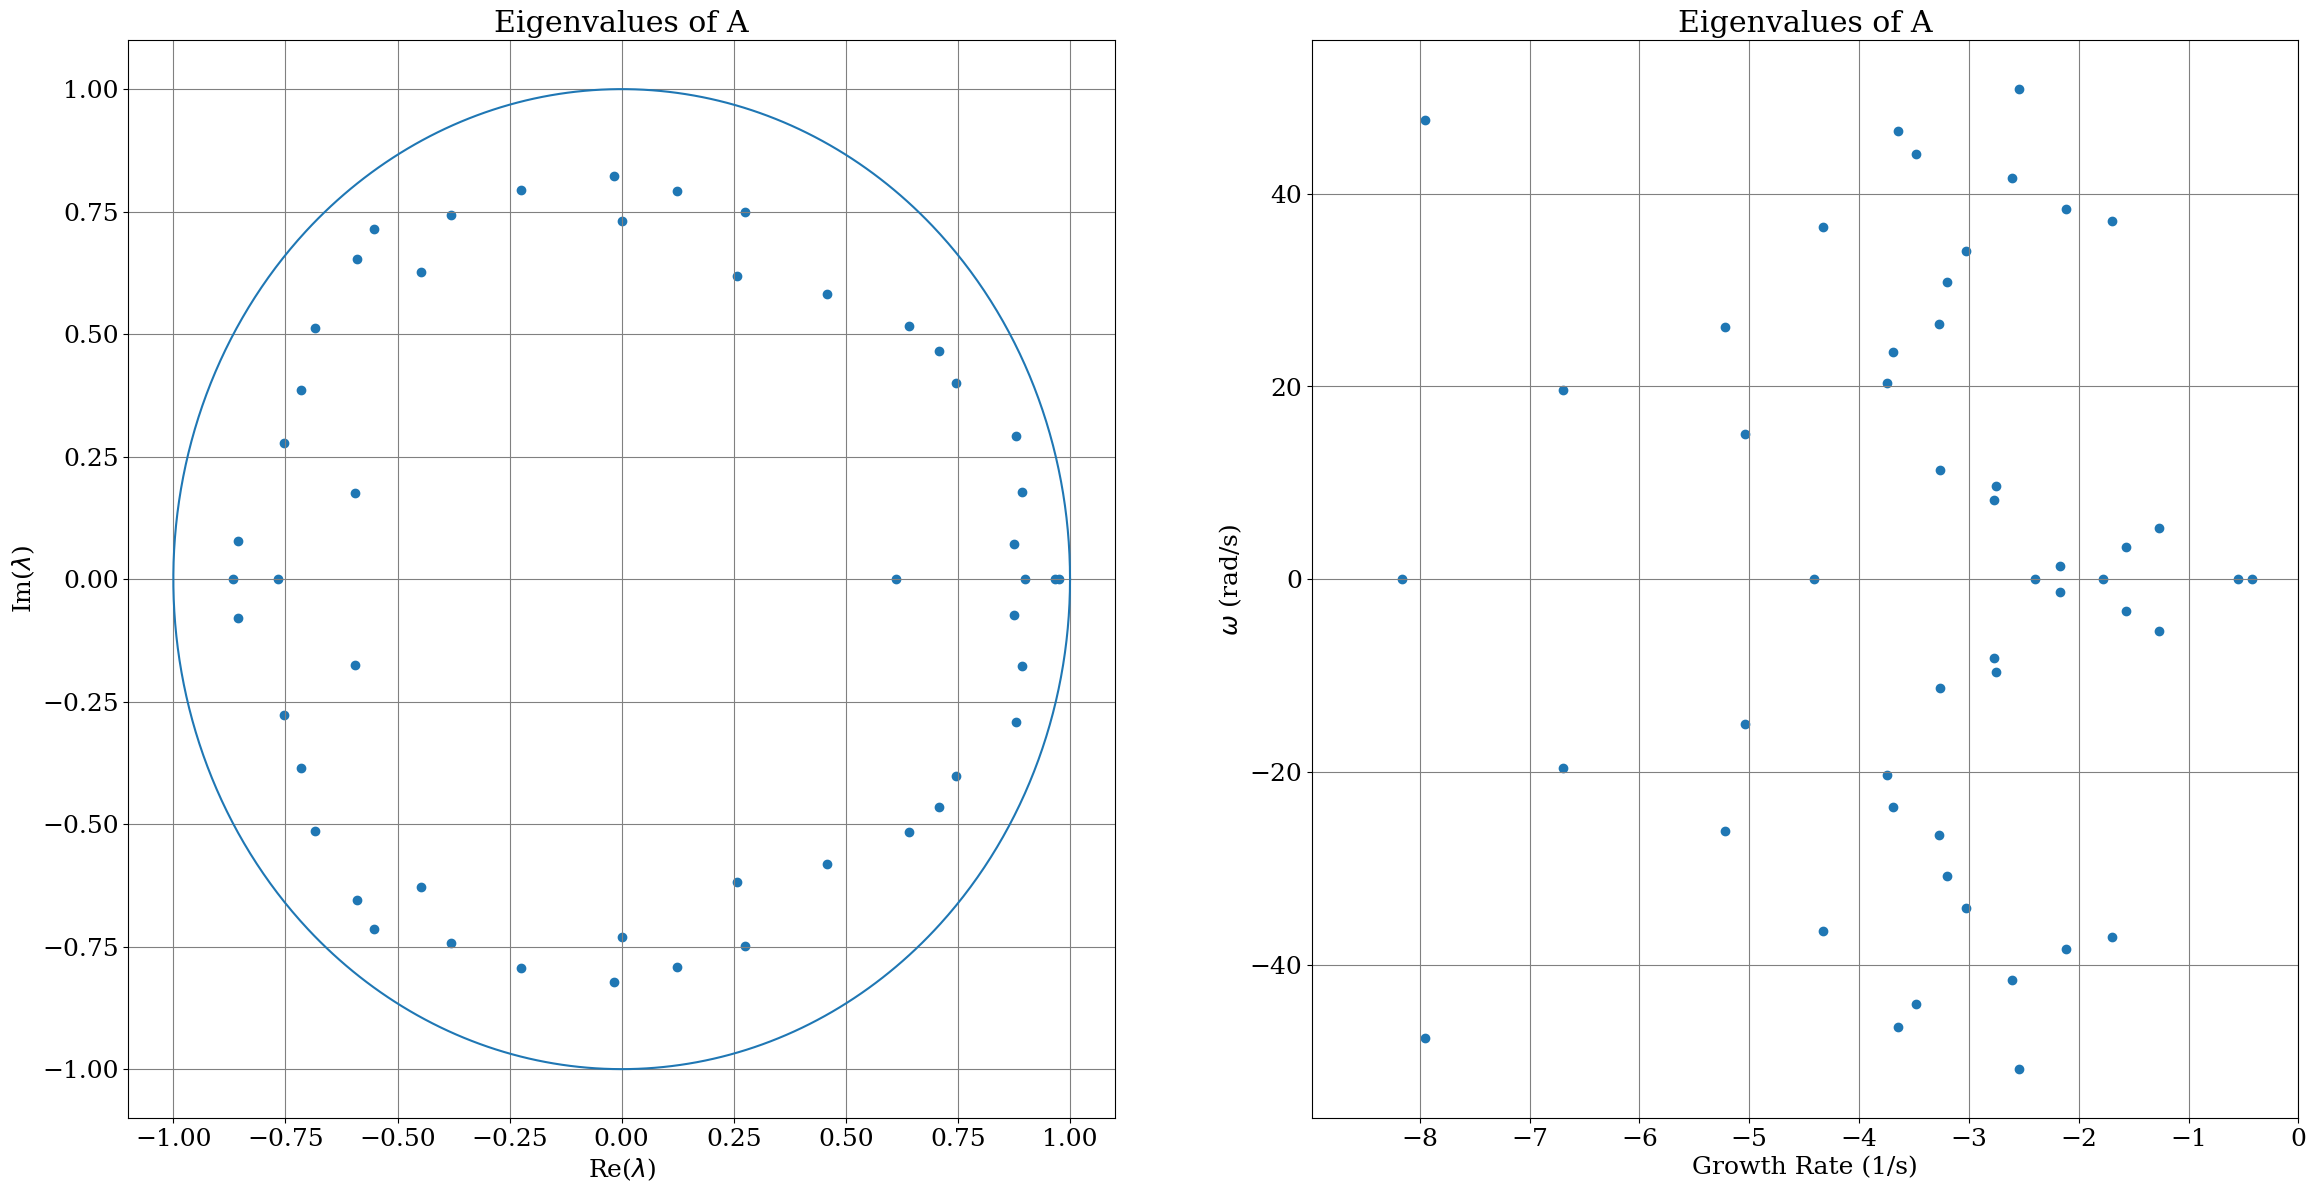 Eigenvalues of A
1.00
0.75
0.50
0.25
0.00
−0.25
−0.50
−0.75
−1.00
Im(λ)
−1.00 −0.75 −0.50 −0.25 0.00 0.25 0.50 0.75 1.00
Re(λ)
Eigenvalues of A
40
20
0
−20
−40
ω (rad/s)
−8 −7 −6 −5 −4 −3 −2 −1 0
Growth Rate (1/s)